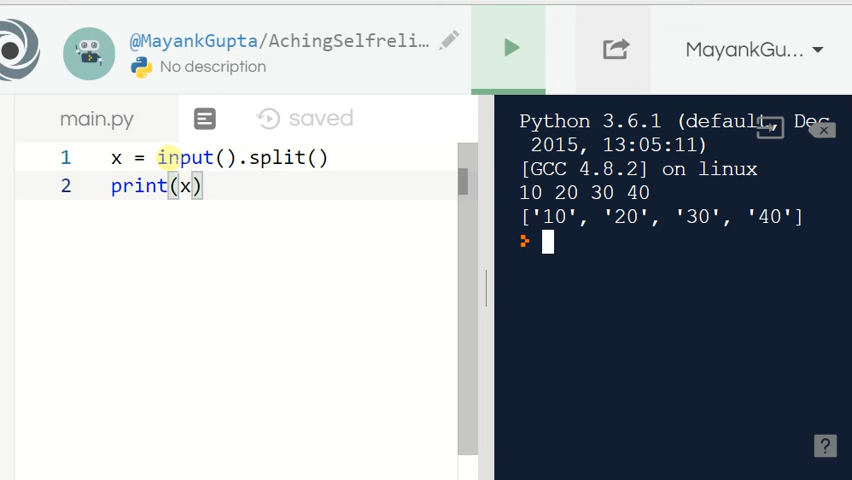 @MayankGupta/AchingSelfreli...
No description
MayankGu...
main.py
saved
1 x = input().split()
2 print(x)
Python 3.6.1 (default, Dec
2015, 13:05:11)
[GCC 4.8.2] on linux
10 20 30 40
['10', '20', '30', '40']
?